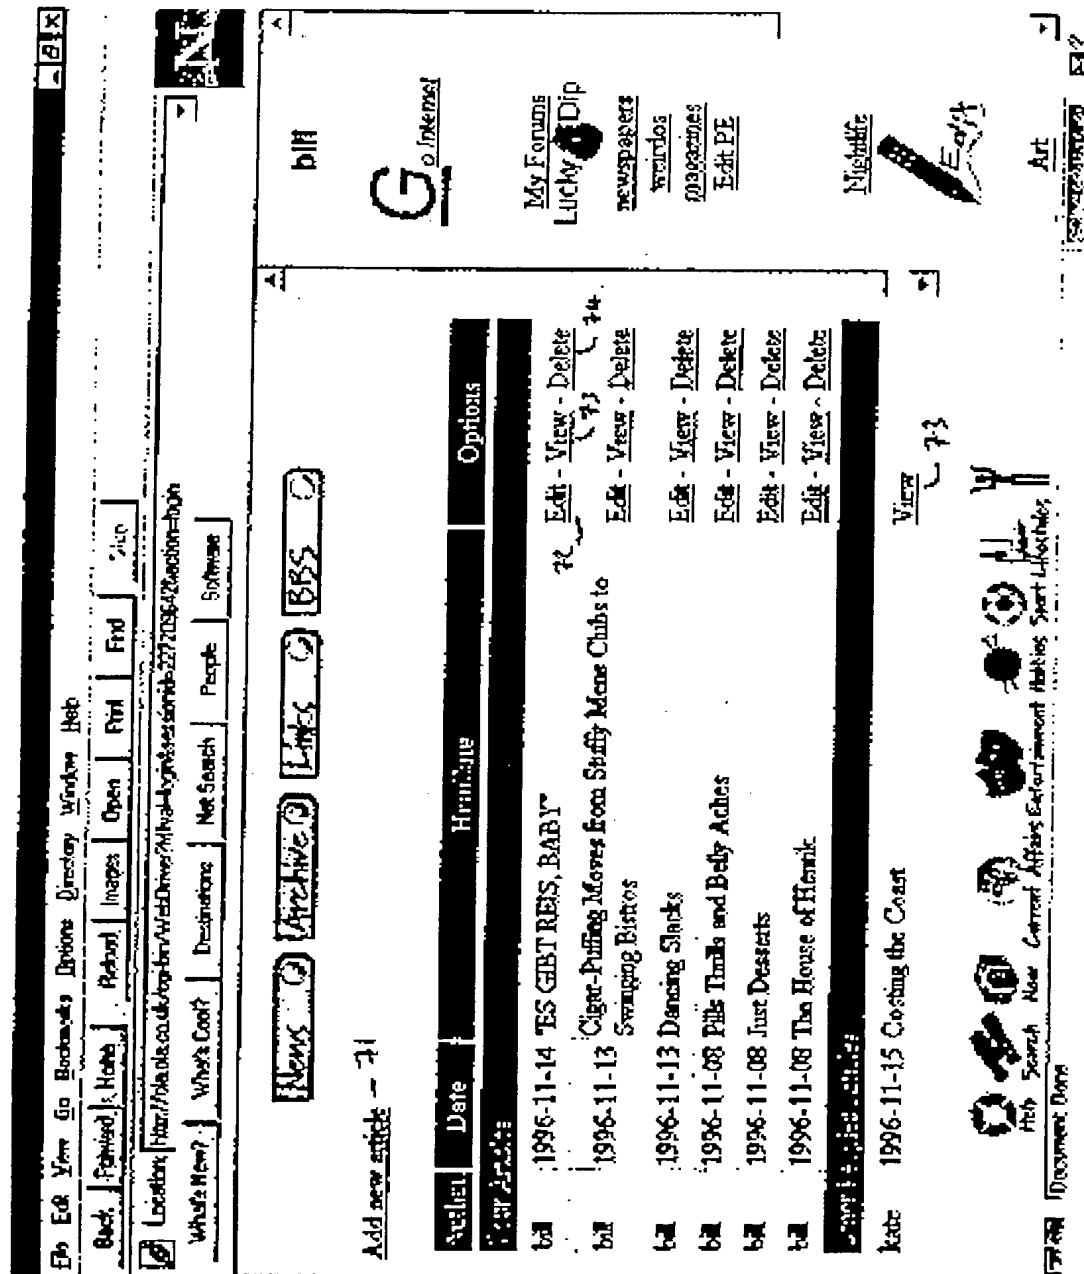 File Edit View Go Bookmarks Options Directory Window Help
Back Forward Home Reload Images Open Print Find Stop
Location:
What's New? What's Cool? Destinations Net Search People Software
News Archive Links BBS
Add new article — 71
Author Date Headline Options
bill 1996-11-14 "ES GIBT REIS, BABY" Edit - View - Delete
72 73 74
bill 1996-11-13 Cigar-Puffing Moves from Stuffy Mens Clubs to Edit - View - Delete
Swinging Bistros
bill 1996-11-13 Dancing Slacks Edit - View - Delete
bill 1996-11-08 Pills Thrills and Belly Aches Edit - View - Delete
bill 1996-11-08 Just Desserts Edit - View - Delete
bill 1996-11-08 The House of Henrik Edit - View - Delete
kate 1996-11-15 Costing the Coast View
73
bill
Go Internet
My Forums
Lucky Dip
newspapers
weirdos
magazines
Edit PE
Nightlife
Edit
Art
Help Search News Current Affairs Entertainment Hobbies Sport Lifestyles
Document: Done